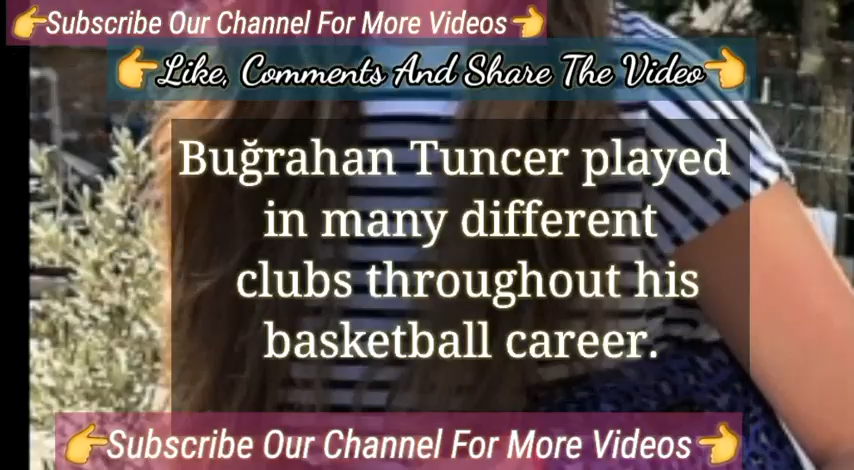 👉Subscribe Our Channel For More Videos👈
👉Like, Comments And Share The Video👈
Buğrahan Tuncer played
in many different
clubs throughout his
basketball career.
👉Subscribe Our Channel For More Videos👈